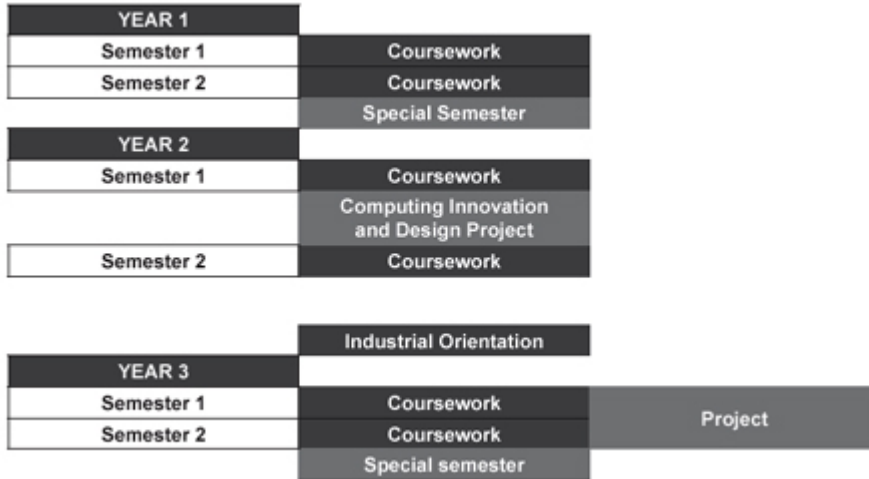 YEAR 1
Semester 1 Coursework
Semester 2 Coursework
Special Semester
YEAR 2
Semester 1 Coursework
Computing Innovation
and Design Project
Semester 2 Coursework
Industrial Orientation
YEAR 3
Semester 1 Coursework
Project
Semester 2 Coursework
Special semester